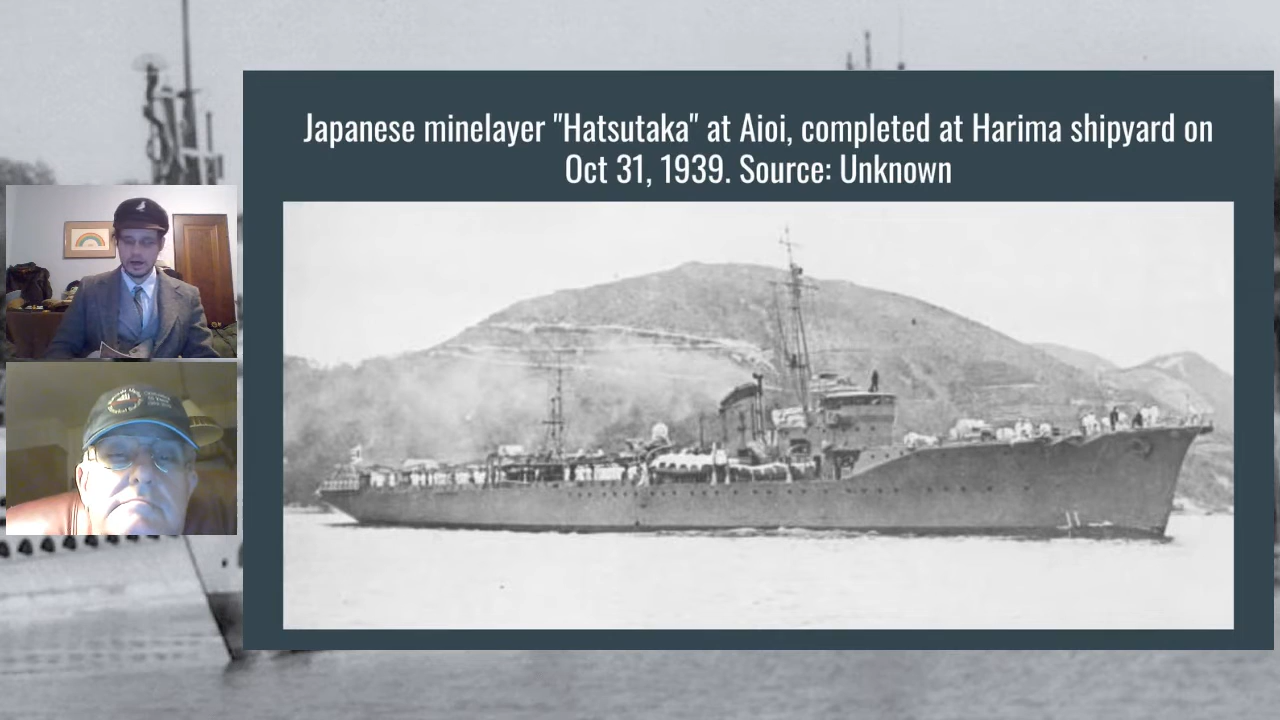 Japanese minelayer "Hatsutaka" at Aioi, completed at Harima shipyard on
Oct 31, 1939. Source: Unknown